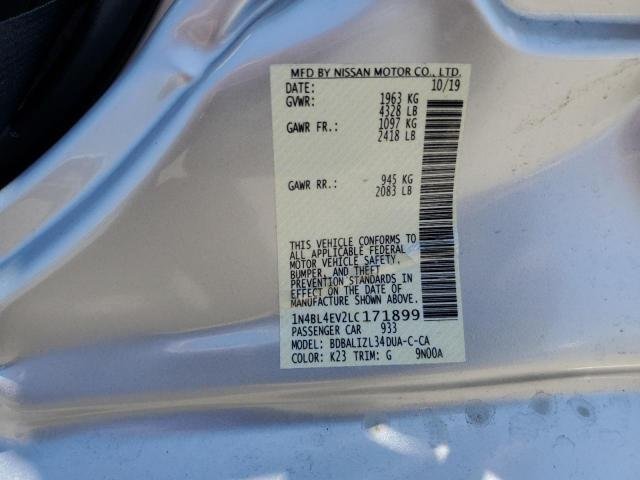 MFD BY NISSAN MOTOR CO., LTD.
DATE: 10/19
GVWR: 1963 KG
4328 LB
GAWR FR.: 1097 KG
2418 LB
GAWR RR.: 945 KG
2083 LB
THIS VEHICLE CONFORMS TO
ALL APPLICABLE FEDERAL
MOTOR VEHICLE SAFETY,
BUMPER, AND THEFT
PREVENTION STANDARDS IN
EFFECT ON THE DATE OF
MANUFACTURE SHOWN ABOVE.
1N4BL4EV2LC171899
PASSENGER CAR 933
MODEL: BDBALIZL34DUA-C-CA
COLOR: K23 TRIM: G 9N00A